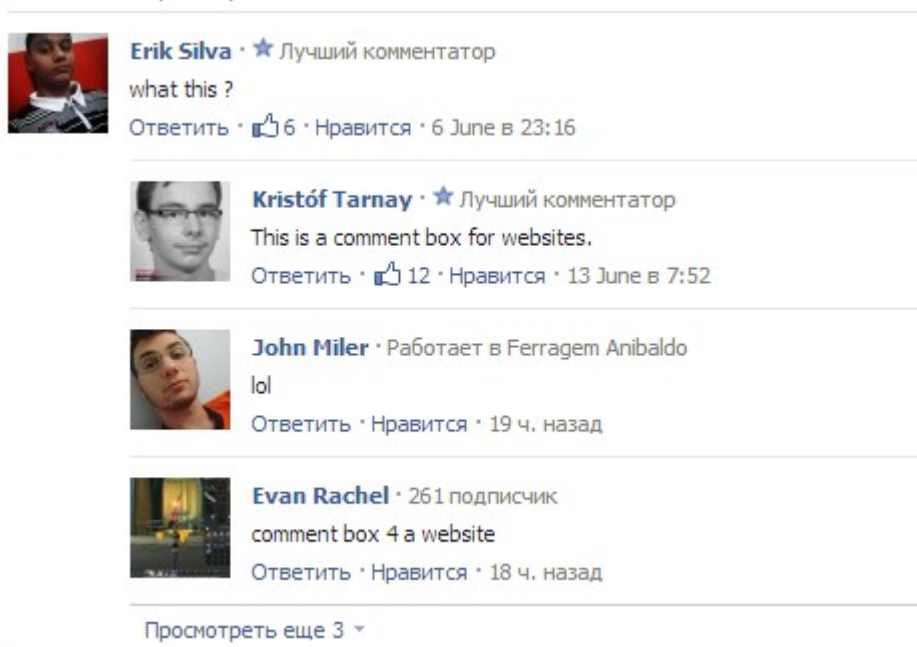 Erik Silva · Лучший комментатор
what this ?
Ответить · 6 · Нравится · 6 June в 23:16
Kristóf Tarnay · Лучший комментатор
This is a comment box for websites.
Ответить · 12 · Нравится · 13 June в 7:52
John Miler · Работает в Ferragem Anibaldo
lol
Ответить · Нравится · 19 ч. назад
Evan Rachel · 261 подписчик
comment box 4 a website
Ответить · Нравится · 18 ч. назад
Просмотреть еще 3